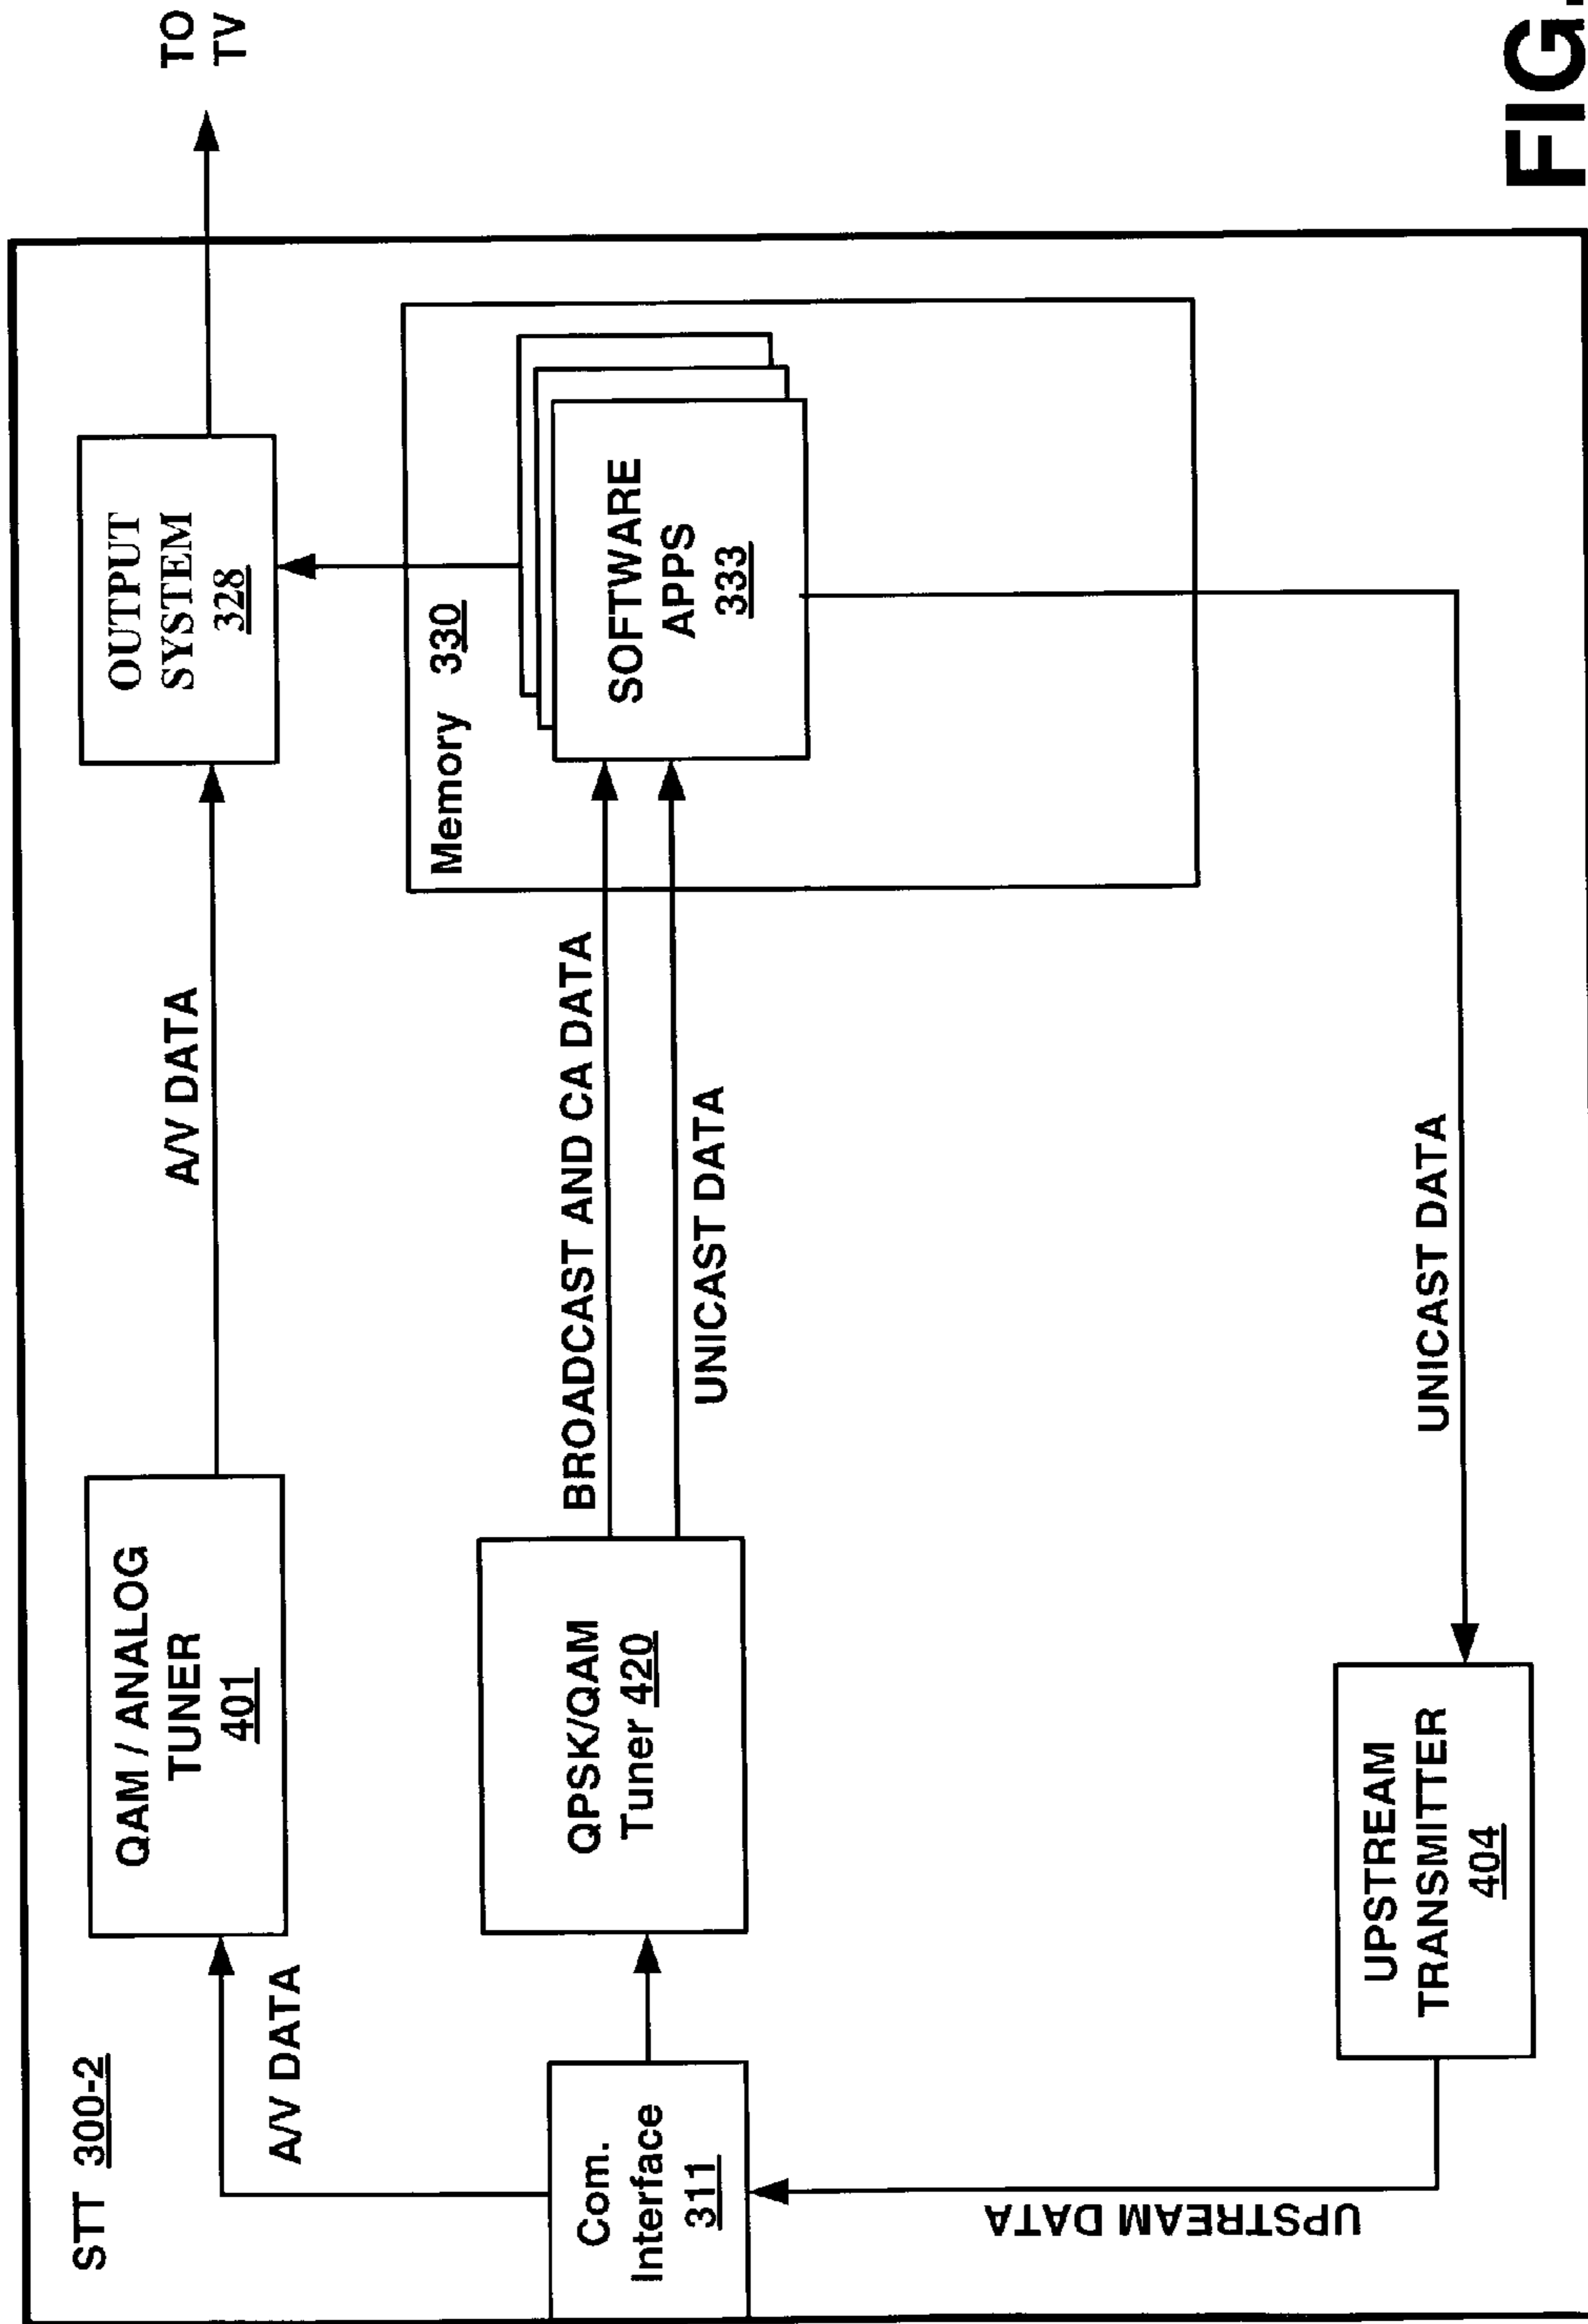 STT 300-2
A/V DATA
QAM / ANALOG
TUNER
401
A/V DATA
OUTPUT
SYSTEM
328
TO
TV
Com.
Interface
311
QPSK/QAM
Tuner 420
BROADCAST AND CA DATA
UNICAST DATA
Memory 330
SOFTWARE
APPS
333
UPSTREAM DATA
UPSTREAM
TRANSMITTER
404
UNICAST DATA
FIG.